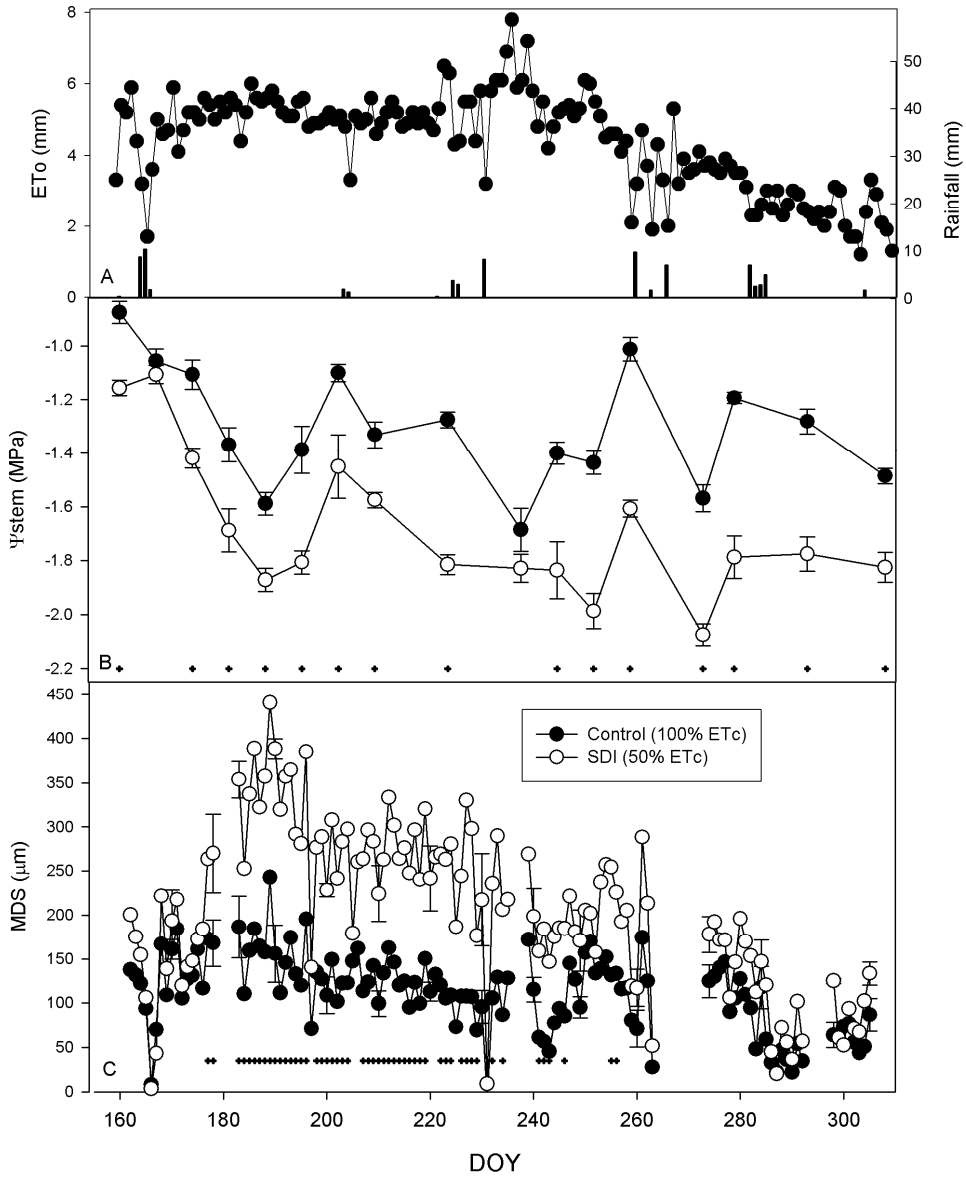 8
6
4
2
0
ETo (mm)
50
40
30
20
10
0
Rainfall (mm)
A
-1.0
-1.2
-1.4
-1.6
-1.8
-2.0
-2.2
Ψstem (MPa)
B
450
400
350
300
250
200
150
100
50
0
MDS (μm)
Control (100% ETc)
SDI (50% ETc)
C
160 180 200 220 240 260 280 300
DOY